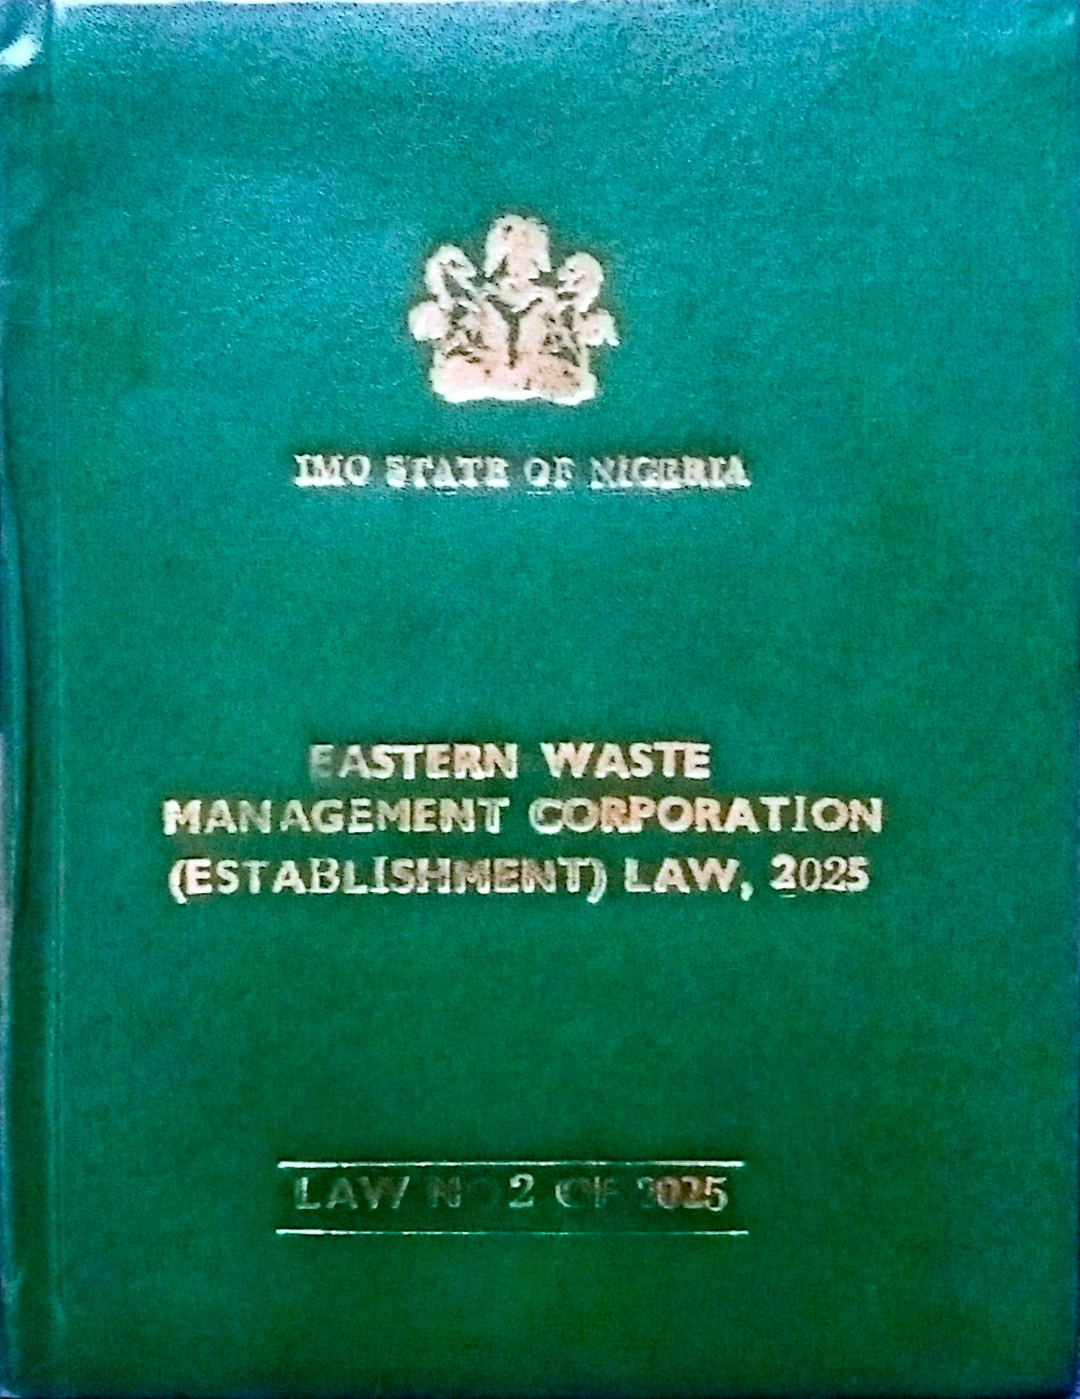 IMO STATE OF NIGERIA
EASTERN WASTE
MANAGEMENT CORPORATION
(ESTABLISHMENT) LAW, 2025
LAW NO 2 OF 2025